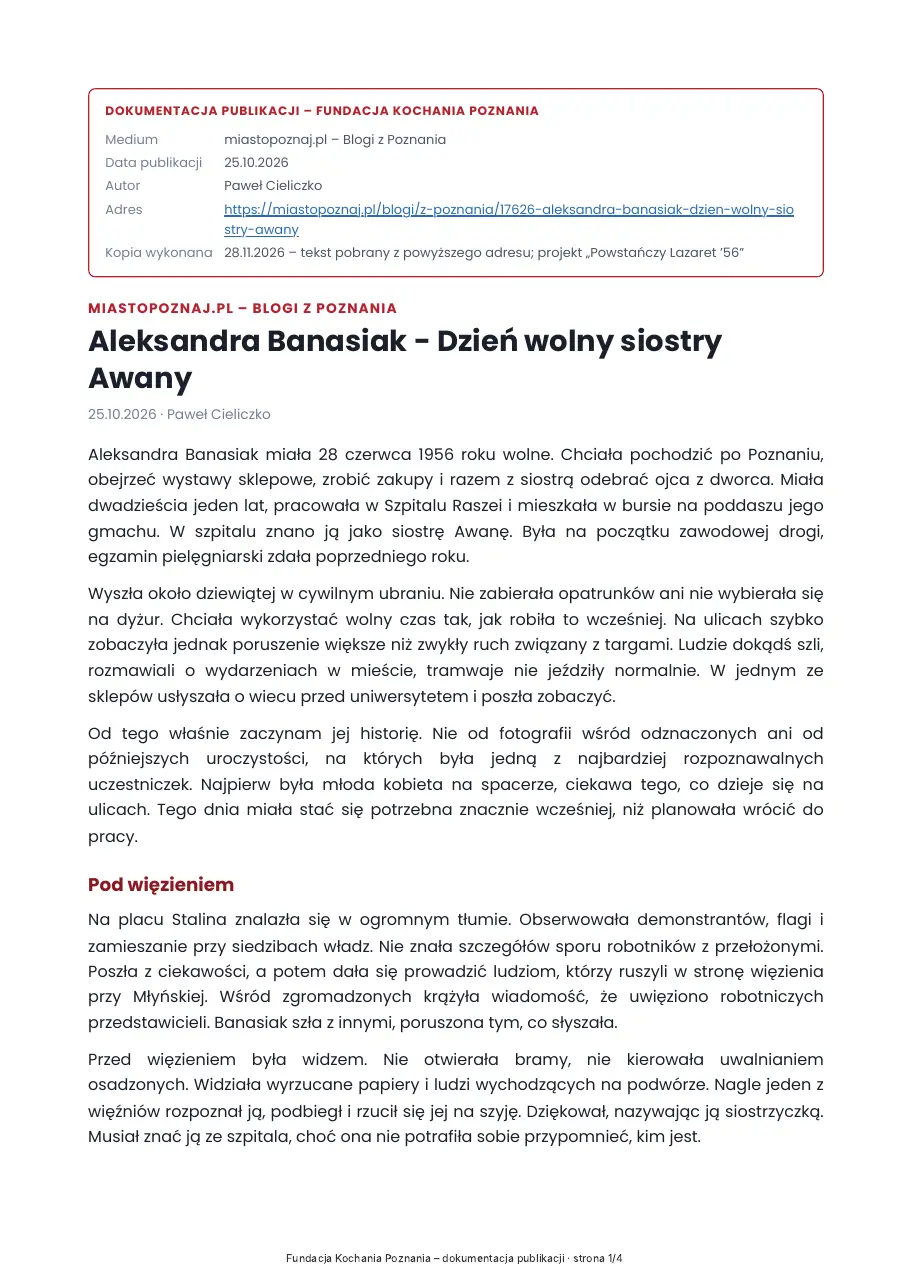 DOKUMENTACJA PUBLIKACJI – FUNDACJA KOCHANIA POZNANIA
Medium miastopoznaj.pl – Blogi z Poznania
Data publikacji 25.10.2026
Autor Paweł Cieliczko
Adres https://miastopoznaj.pl/blogi/z-poznania/17626-aleksandra-banasiak-dzien-wolny-sio
stry-awany
Kopia wykonana 28.11.2026 – tekst pobrany z powyższego adresu; projekt „Powstańczy Lazaret ’56”
MIASTOPOZNAJ.PL – BLOGI Z POZNANIA
Aleksandra Banasiak - Dzień wolny siostry
Awany
25.10.2026 · Paweł Cieliczko
Aleksandra Banasiak miała 28 czerwca 1956 roku wolne. Chciała pochodzić po Poznaniu,
obejrzeć wystawy sklepowe, zrobić zakupy i razem z siostrą odebrać ojca z dworca. Miała
dwadzieścia jeden lat, pracowała w Szpitalu Raszei i mieszkała w bursie na poddaszu jego
gmachu. W szpitalu znano ją jako siostrę Awanę. Była na początku zawodowej drogi,
egzamin pielęgniarski zdała poprzedniego roku.
Wyszła około dziewiątej w cywilnym ubraniu. Nie zabierała opatrunków ani nie wybierała się
na dyżur. Chciała wykorzystać wolny czas tak, jak robiła to wcześniej. Na ulicach szybko
zobaczyła jednak poruszenie większe niż zwykły ruch związany z targami. Ludzie dokądś szli,
rozmawiali o wydarzeniach w mieście, tramwaje nie jeździły normalnie. W jednym ze
sklepów usłyszała o wiecu przed uniwersytetem i poszła zobaczyć.
Od tego właśnie zaczynam jej historię. Nie od fotografii wśród odznaczonych ani od
późniejszych uroczystości, na których była jedną z najbardziej rozpoznawalnych
uczestniczek. Najpierw była młoda kobieta na spacerze, ciekawa tego, co dzieje się na
ulicach. Tego dnia miała stać się potrzebna znacznie wcześniej, niż planowała wrócić do
pracy.
Pod więzieniem
Na placu Stalina znalazła się w ogromnym tłumie. Obserwowała demonstrantów, flagi i
zamieszanie przy siedzibach władz. Nie znała szczegółów sporu robotników z przełożonymi.
Poszła z ciekawości, a potem dała się prowadzić ludziom, którzy ruszyli w stronę więzienia
przy Młyńskiej. Wśród zgromadzonych krążyła wiadomość, że uwięziono robotniczych
przedstawicieli. Banasiak szła z innymi, poruszona tym, co słyszała.
Przed więzieniem była widzem. Nie otwierała bramy, nie kierowała uwalnianiem
osadzonych. Widziała wyrzucane papiery i ludzi wychodzących na podwórze. Nagle jeden z
więźniów rozpoznał ją, podbiegł i rzucił się jej na szyję. Dziękował, nazywając ją siostrzyczką.
Musiał znać ją ze szpitala, choć ona nie potrafiła sobie przypomnieć, kim jest.
Fundacja Kochania Poznania – dokumentacja publikacji · strona 1/4